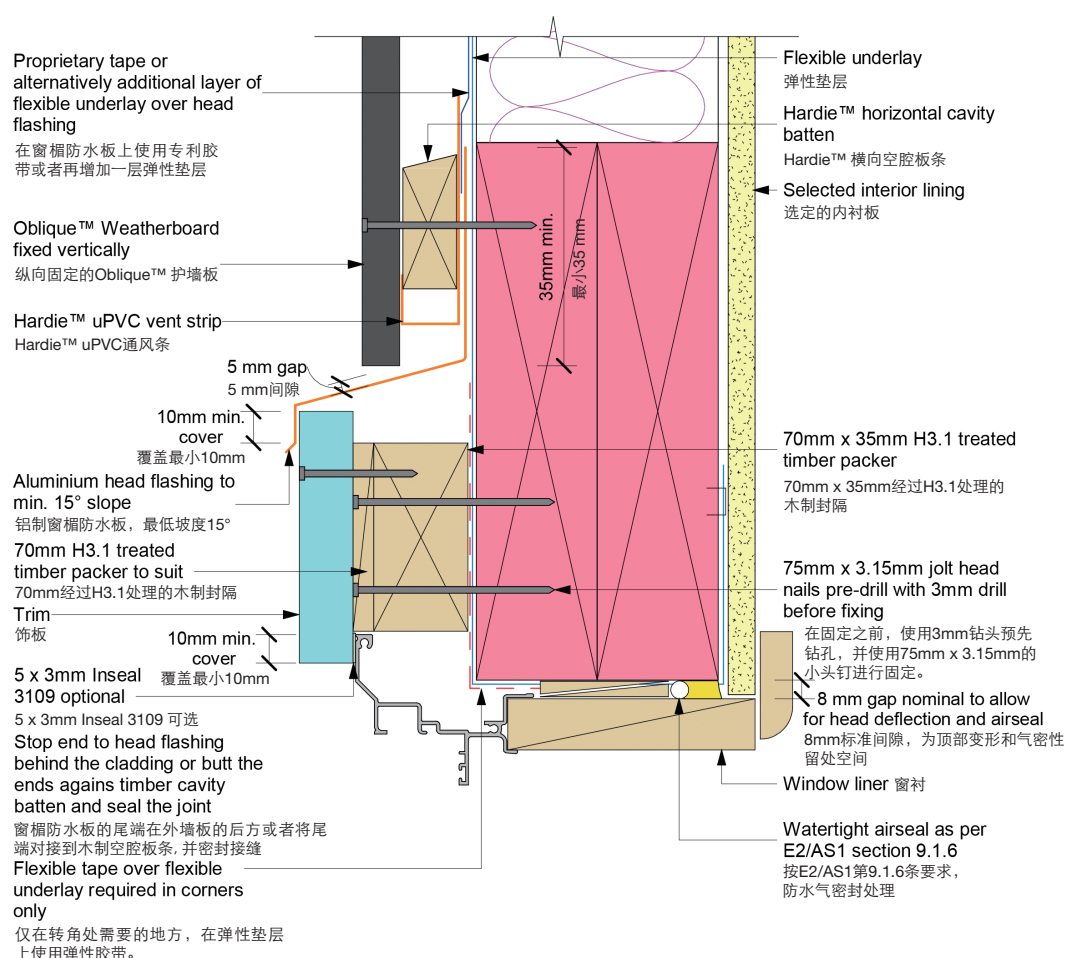 Proprietary tape or
alternatively additional layer of
flexible underlay over head
flashing
在窗楣防水板上使用专利胶
带或者再增加一层弹性垫层
Oblique™ Weatherboard
fixed vertically
纵向固定的Oblique™ 护墙板
Hardie™ uPVC vent strip
Hardie™ uPVC通风条
5 mm gap
5 mm间隙
10mm min.
cover
覆盖最小10mm
Aluminium head flashing to
min. 15° slope
铝制窗楣防水板，最低坡度15°
70mm H3.1 treated
timber packer to suit
70mm经过H3.1处理的木制封隔
Trim
饰板
10mm min.
cover
覆盖最小10mm
5 x 3mm Inseal
3109 optional
5 x 3mm Inseal 3109 可选
Stop end to head flashing
behind the cladding or butt the
ends agains timber cavity
batten and seal the joint
窗楣防水板的尾端在外墙板的后方或者将尾
端对接到木制空腔板条, 并密封接缝
Flexible tape over flexible
underlay required in corners
only
仅在转角处需要的地方，在弹性垫层
上使用弹性胶带。
35mm min.
最小35 mm
Flexible underlay
弹性垫层
Hardie™ horizontal cavity
batten
Hardie™ 横向空腔板条
Selected interior lining
选定的内衬板
70mm x 35mm H3.1 treated
timber packer
70mm x 35mm经过H3.1处理的
木制封隔
75mm x 3.15mm jolt head
nails pre-drill with 3mm drill
before fixing
在固定之前，使用3mm钻头预先
钻孔，并使用75mm x 3.15mm的
小头钉进行固定。
8 mm gap nominal to allow
for head deflection and airseal
8mm标准间隙，为顶部变形和气密性
留处空间
Window liner 窗衬
Watertight airseal as per
E2/AS1 section 9.1.6
按E2/AS1第9.1.6条要求，
防水气密封处理